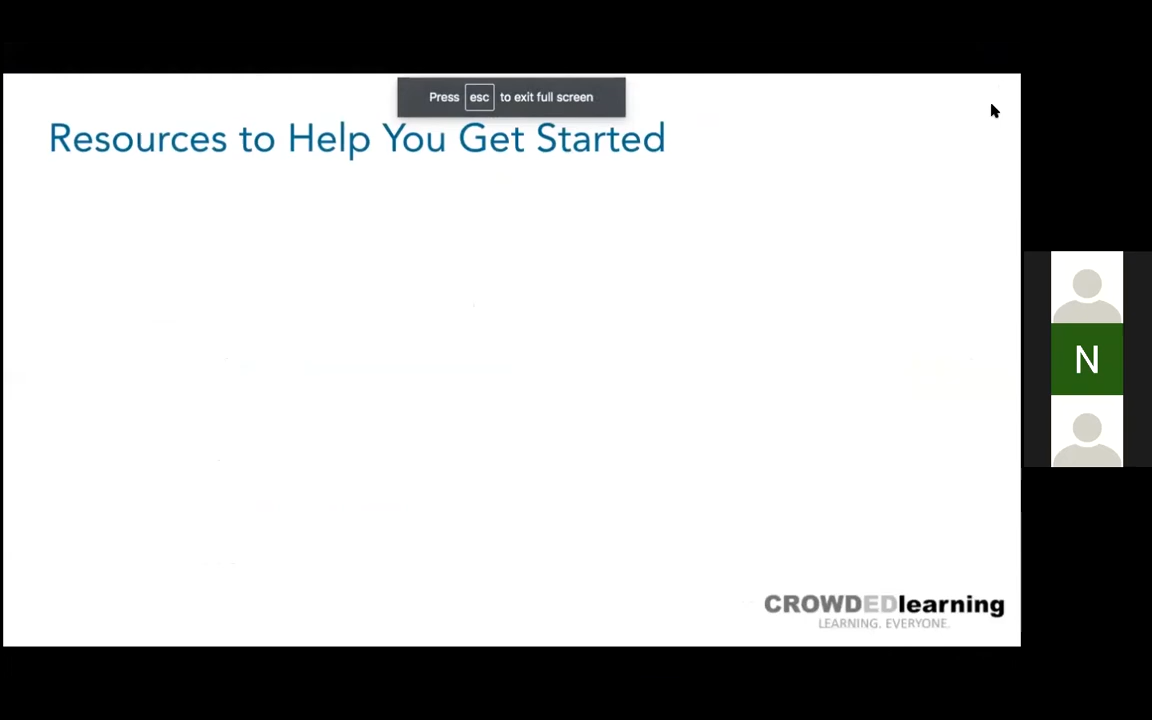 Press esc to exit full screen
Resources to Help You Get Started
N
CROWDEDlearning
LEARNING. EVERYONE.